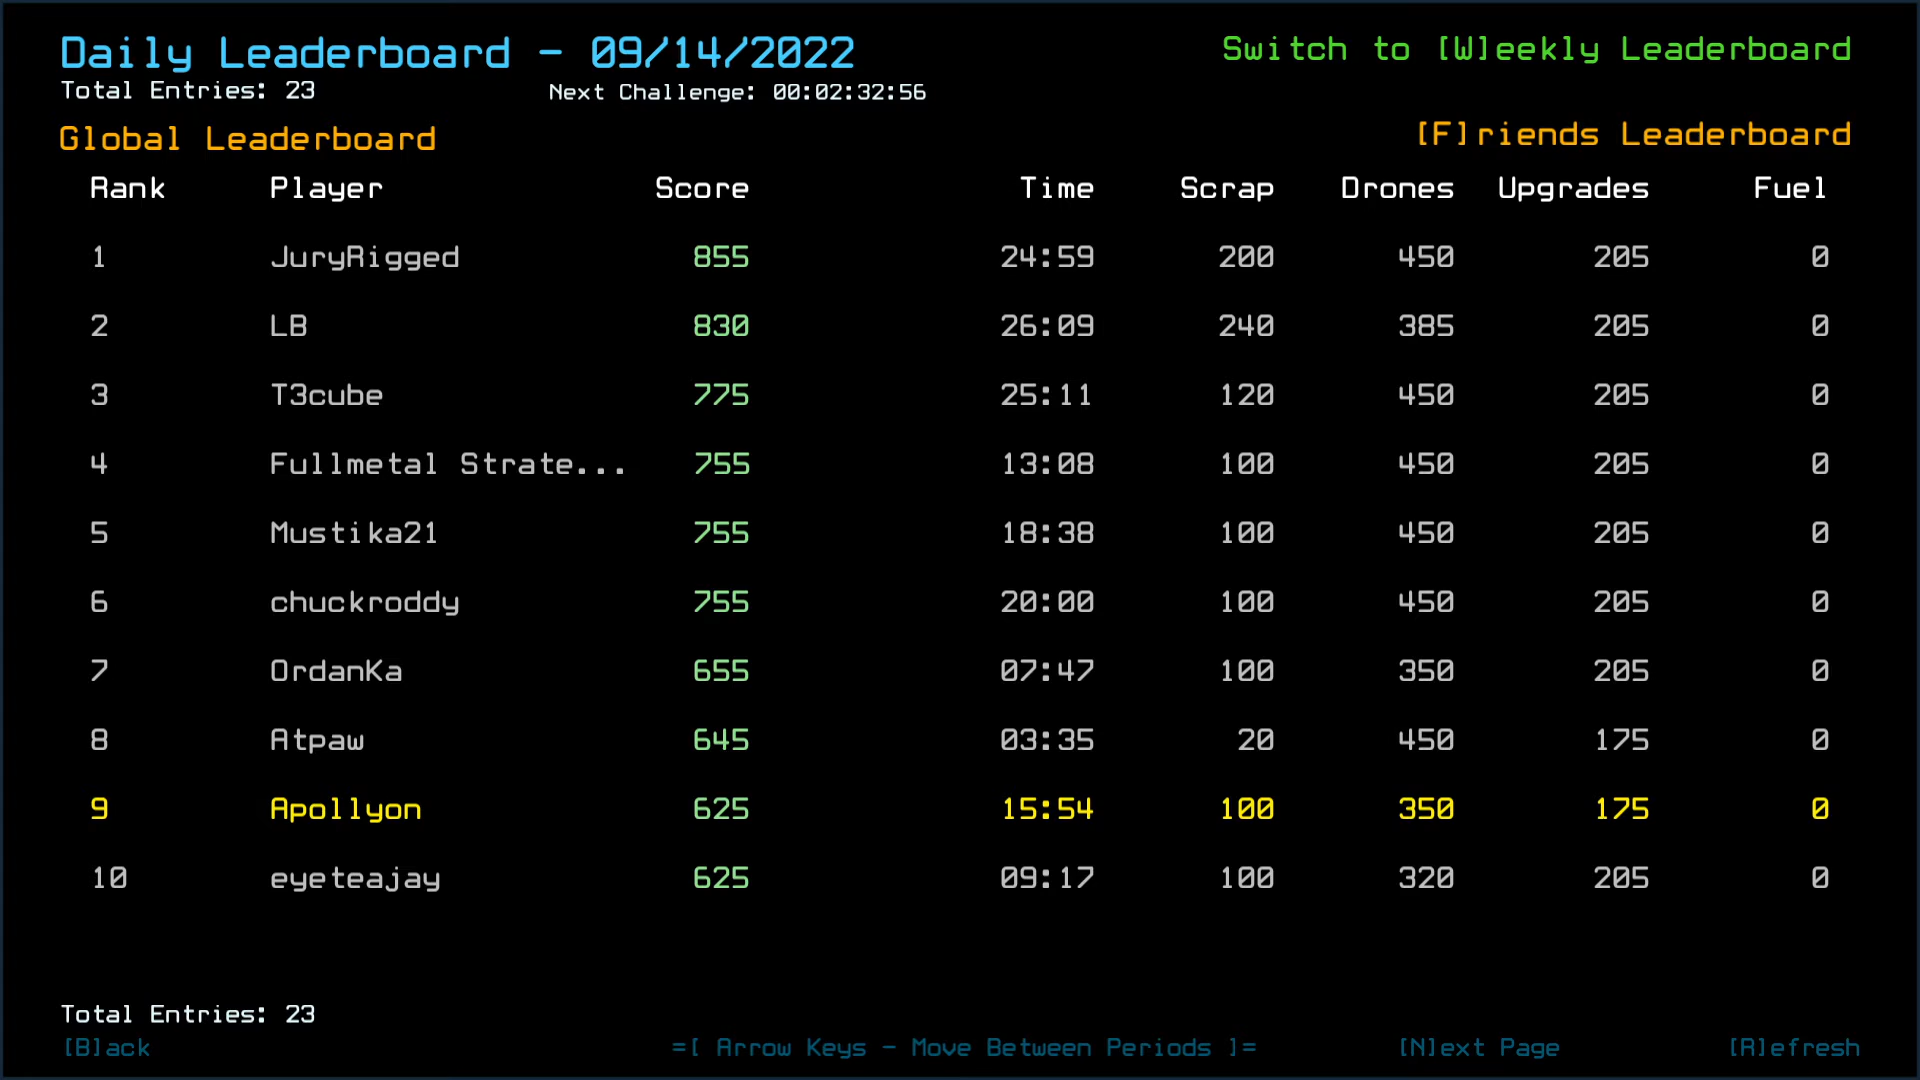 Daily Leaderboard - 09/14/2022
Switch to [W]eekly Leaderboard
Total Entries: 23
Next Challenge: 00:02:32:56
Global Leaderboard
[F]riends Leaderboard
Rank Player Score Time Scrap Drones Upgrades Fuel
1 JuryRigged 855 24:59 200 450 205 0
2 LB 830 26:09 240 385 205 0
3 T3cube 775 25:11 120 450 205 0
4 Fullmetal Strate... 755 13:08 100 450 205 0
5 Mustika21 755 18:38 100 450 205 0
6 chuckroddy 755 20:00 100 450 205 0
7 OrdanKa 655 07:47 100 350 205 0
8 Atpaw 645 03:35 20 450 175 0
9 Apollyon 625 15:54 100 350 175 0
10 eyeteajay 625 09:17 100 320 205 0
Total Entries: 23
[B]ack
=[ Arrow Keys - Move Between Periods ]=
[N]ext Page
[R]efresh